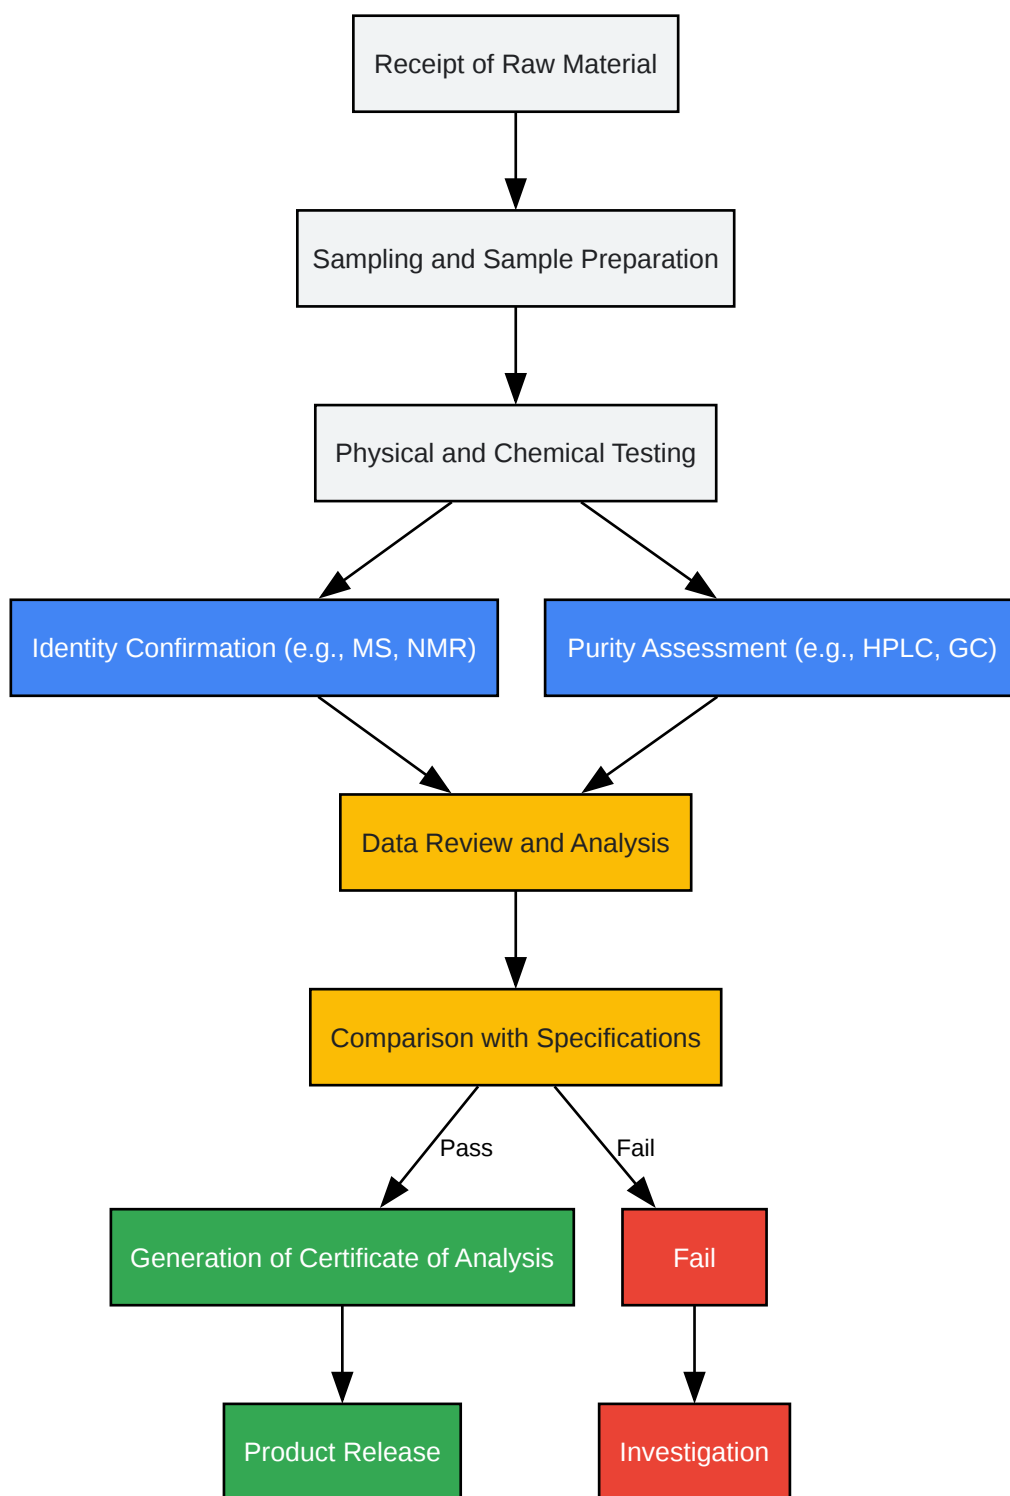 Receipt of Raw Material
Sampling and Sample Preparation
Physical and Chemical Testing
Identity Confirmation (e.g., MS, NMR)
Purity Assessment (e.g., HPLC, GC)
Data Review and Analysis
Comparison with Specifications
Pass
Fail
Generation of Certificate of Analysis
Fail
Product Release
Investigation